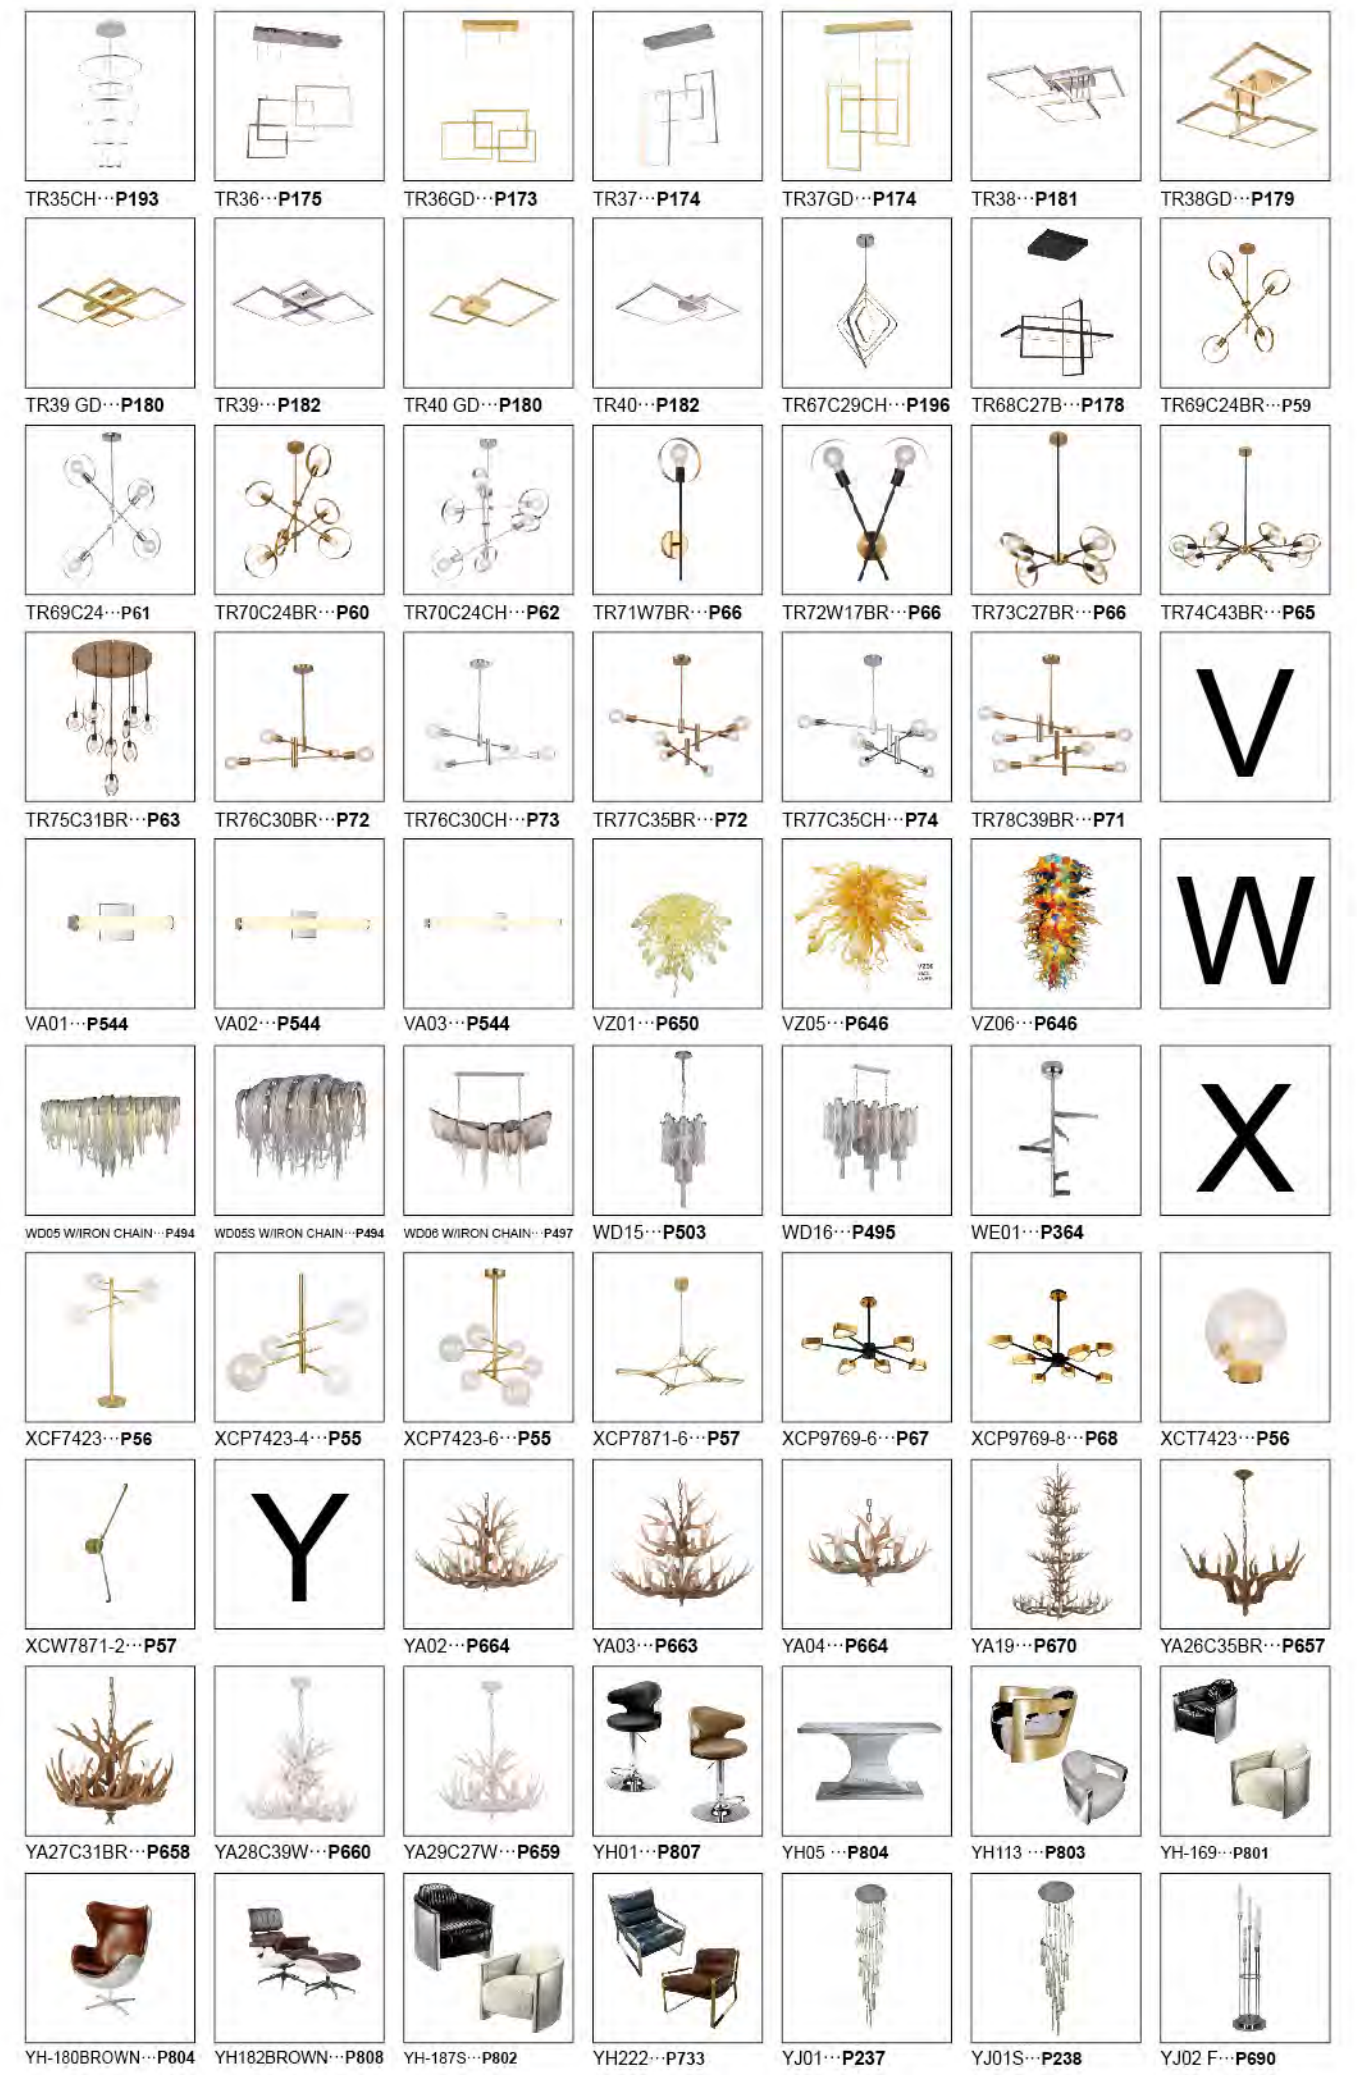 TR35CH···P193
TR36···P175
TR36GD···P173
TR37···P174
TR37GD···P174
TR38···P181
TR38GD···P179
TR39 GD···P180
TR39···P182
TR40 GD···P180
TR40···P182
TR67C29CH···P196
TR68C27B···P178
TR69C24BR···P59
TR69C24···P61
TR70C24BR···P60
TR70C24CH···P62
TR71W7BR···P66
TR72W17BR···P66
TR73C27BR···P66
TR74C43BR···P65
V
TR75C31BR···P63
TR76C30BR···P72
TR76C30CH···P73
TR77C35BR···P72
TR77C35CH···P74
TR78C39BR···P71
W
VA01···P544
VA02···P544
VA03···P544
VZ01···P650
VZ05···P646
VZ06···P646
X
WD05 W/IRON CHAIN···P494
WD05S W/IRON CHAIN···P494
WD06 W/IRON CHAIN···P497
WD15···P503
WD16···P495
WE01···P364
XCF7423···P56
XCP7423-4···P55
XCP7423-6···P55
XCP7871-6···P57
XCP9769-6···P67
XCP9769-8···P68
XCT7423···P56
Y
XCW7871-2···P57
YA02···P664
YA03···P663
YA04···P664
YA19···P670
YA26C35BR···P657
YA27C31BR···P658
YA28C39W···P660
YA29C27W···P659
YH01···P807
YH05 ···P804
YH113 ···P803
YH-169···P801
YH-180BROWN···P804
YH182BROWN···P808
YH-187S···P802
YH222···P733
YJ01···P237
YJ01S···P238
YJ02 F···P690